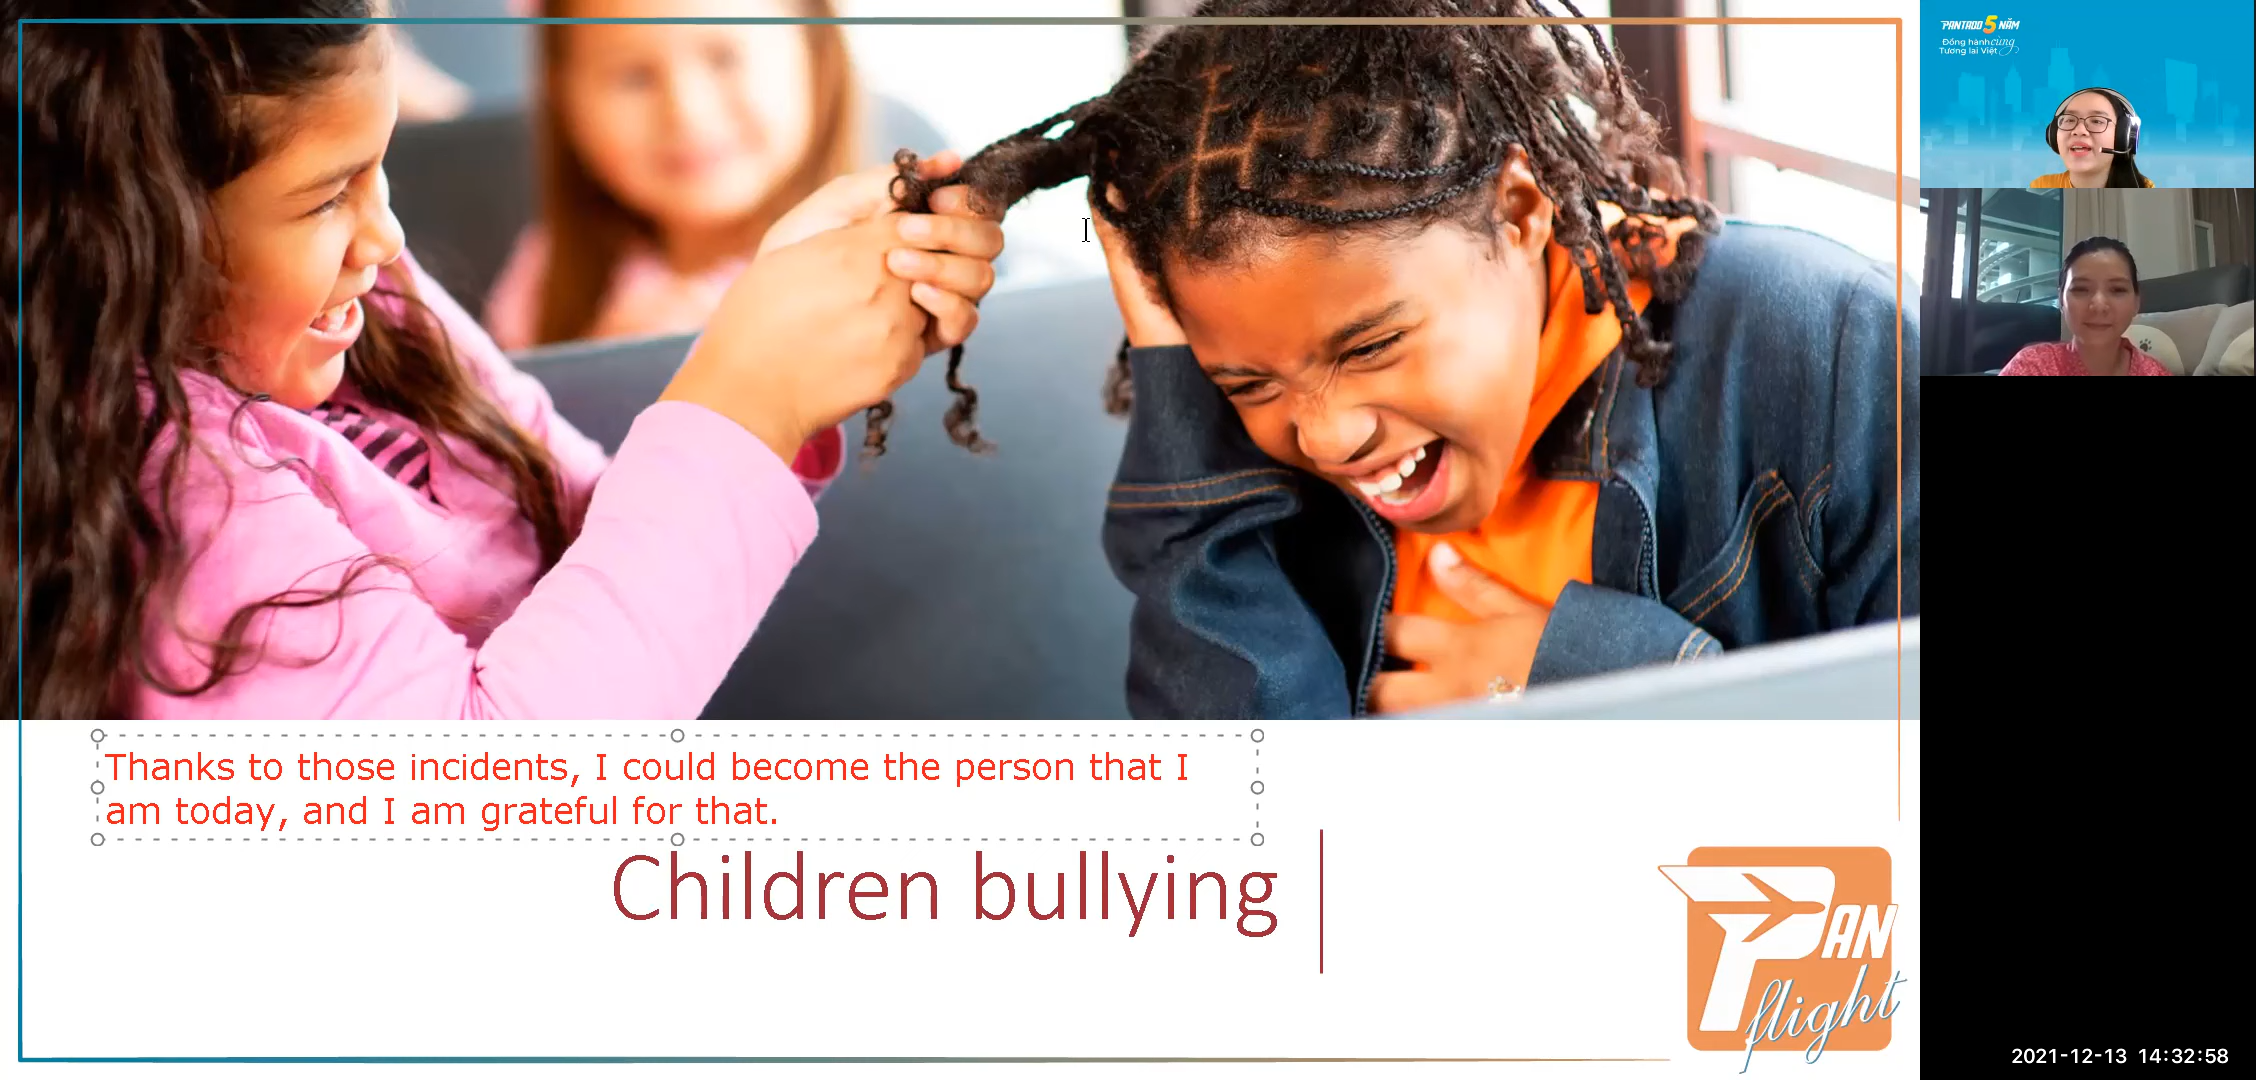 PANTADO 5 NĂM
Đồng hành cùng
Tương lai Việt
Thanks to those incidents, I could become the person that I
am today, and I am grateful for that.
Children bullying
PAN
flight
2021-12-13 14:32:58